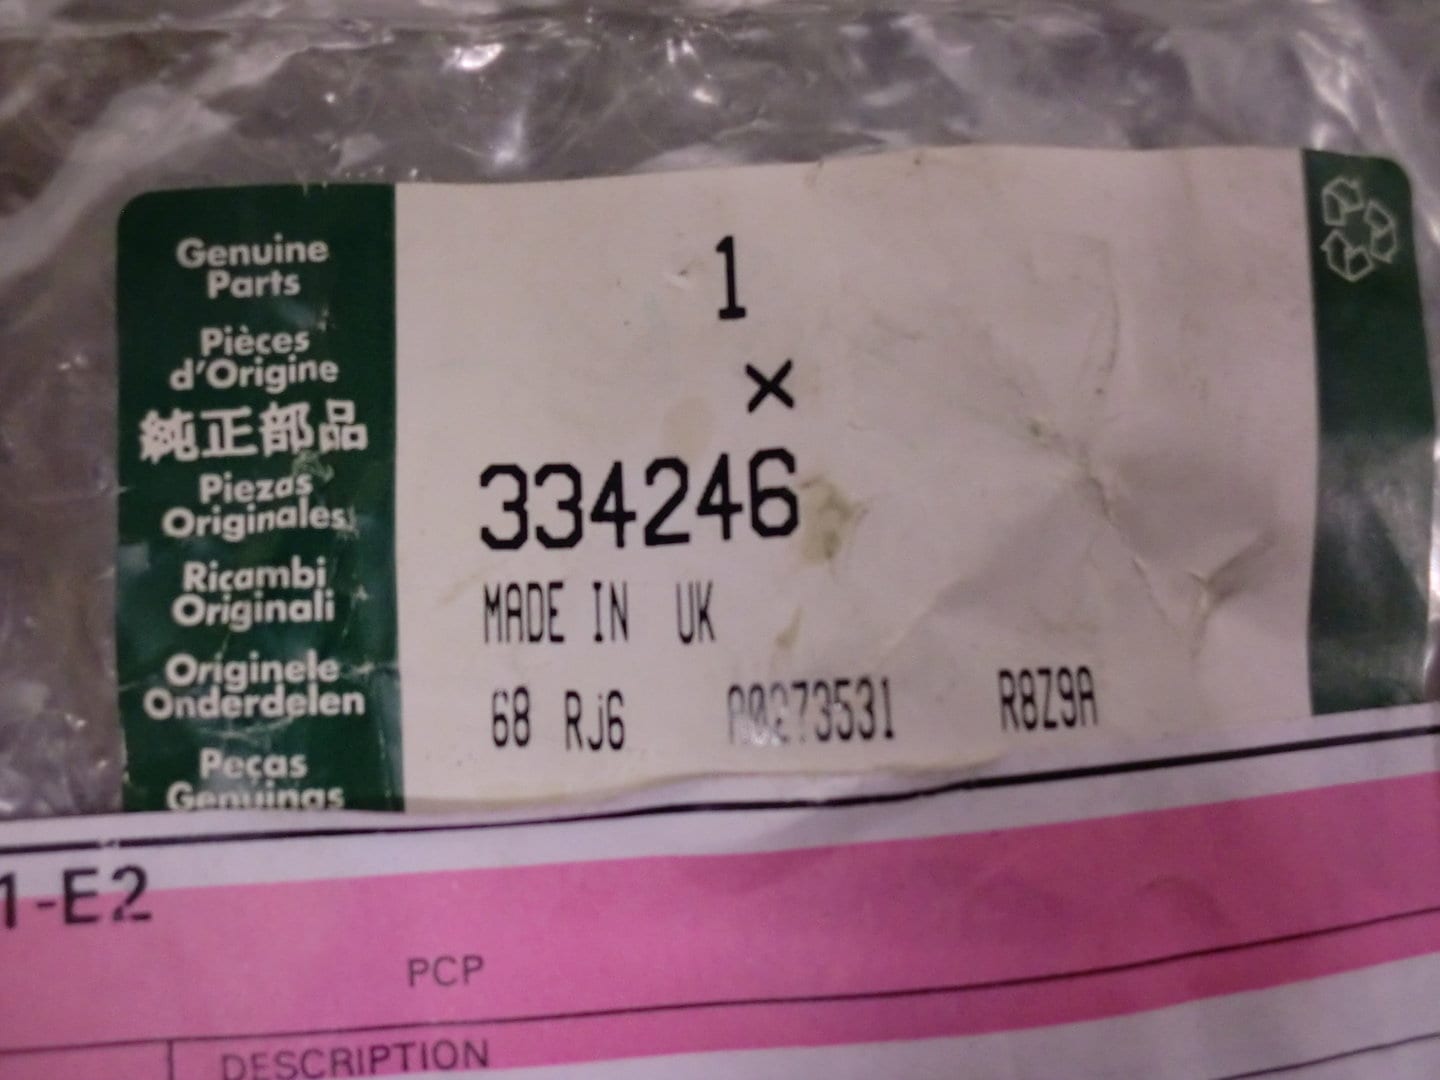 Genuine
Parts
Pièces
d'Origine
純正部品
Piezas
Originales
Ricambi
Originali
Originele
Onderdelen
Peças
Genuinas
1
×
334246
MADE IN UK
68 RJ6 A0273531 R8Z9A
1-E2
PCP
DESCRIPTION